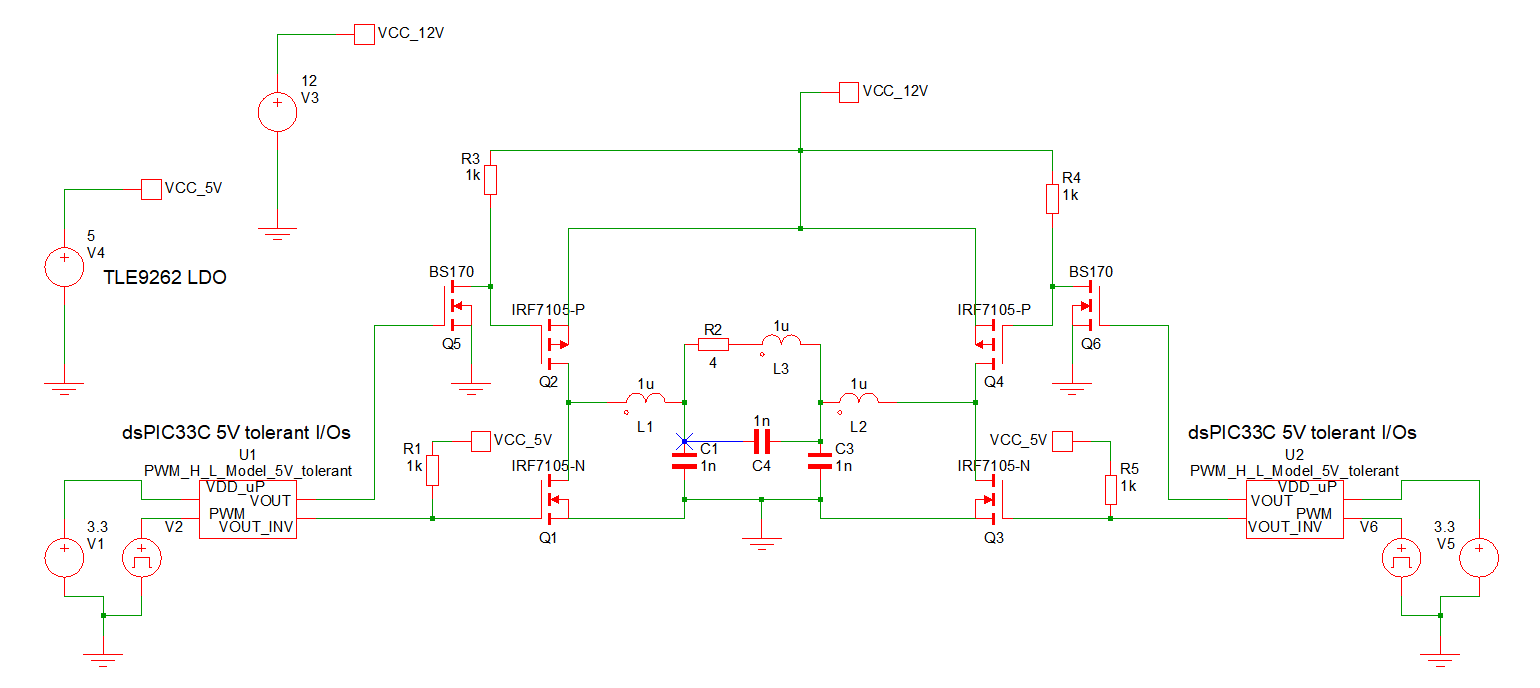 VCC_12V
12
V3
VCC_12V
R3
1k
R4
1k
VCC_5V
5
V4
TLE9262 LDO
BS170
BS170
IRF7105-P
IRF7105-P
Q5
Q6
R2
4
1u
L3
Q2
Q4
1u
L1
1u
L2
dsPIC33C 5V tolerant I/Os
dsPIC33C 5V tolerant I/Os
1n
C4
C1
1n
C3
1n
R1
1k
VCC_5V
VCC_5V
U1
PWM_H_L_Model_5V_tolerant
U2
PWM_H_L_Model_5V_tolerant
IRF7105-N
IRF7105-N
R5
1k
VDD_uP
VOUT
PWM
VOUT_INV
VDD_uP
VOUT
PWM
VOUT_INV
3.3
V1
V2
Q1
Q3
V6
3.3
V5